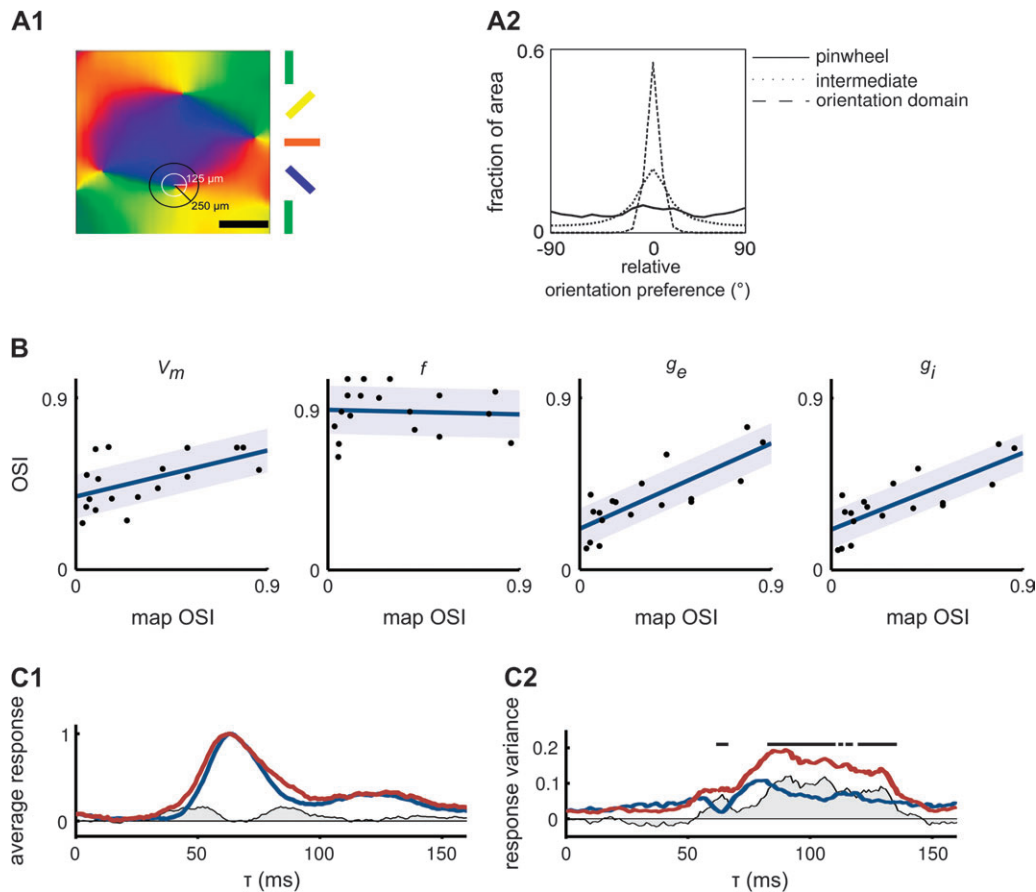 A1
125 µm
250 µm
A2
0.6
fraction of area
0
-90
0
90
relative
orientation preference (°)
pinwheel
intermediate
orientation domain
B
Vm
f
ge
gi
OSI
0.9
0
0
0.9
map OSI
0.9
0
0
0.9
map OSI
0.9
0
0
0.9
map OSI
0.9
0
0
0.9
map OSI
C1
average response
1
0
0
50
100
150
τ (ms)
C2
response variance
0.2
0.1
0
0
50
100
150
τ (ms)